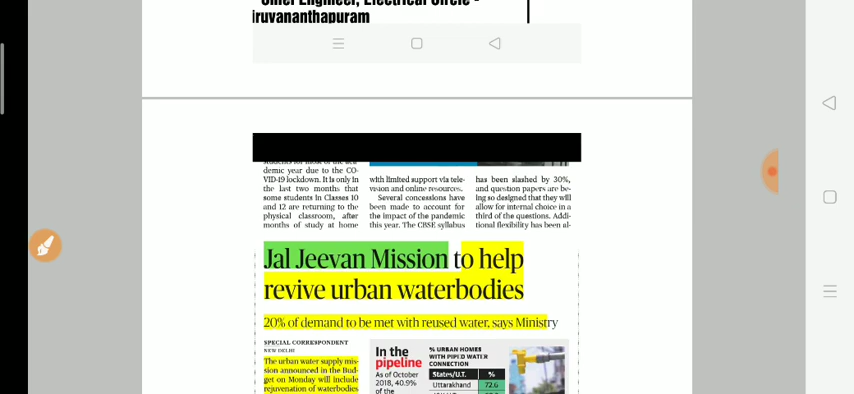 Chief Engineer, Electrical Circle -
iruvananthapuram
students for most of the aca-
demic year due to the CO-
VID-19 lockdown. It is only in
the last two months that
some students in Classes 10
and 12 are returning to the
physical classroom, after
months of study at home
with limited support via tele-
vision and online resources.
Several concessions have
been made to account for
the impact of the pandemic
this year. The CBSE syllabus
has been slashed by 30%,
and question papers are be-
ing so designed that they will
allow for internal choice in a
third of the questions. Addi-
tional flexibility has been al-
Jal Jeevan Mission to help
revive urban waterbodies
20% of demand to be met with reused water, says Ministry
SPECIAL CORRESPONDENT
NEW DELHI
The urban water supply mis-
sion announced in the Bud-
get on Monday will include
rejuvenation of waterbodies
In the
pipeline
As of October
2018, 40.9%
of the
% URBAN HOMES
WITH PIPED WATER
CONNECTION
States/U.T. %
Uttarakhand 72.6